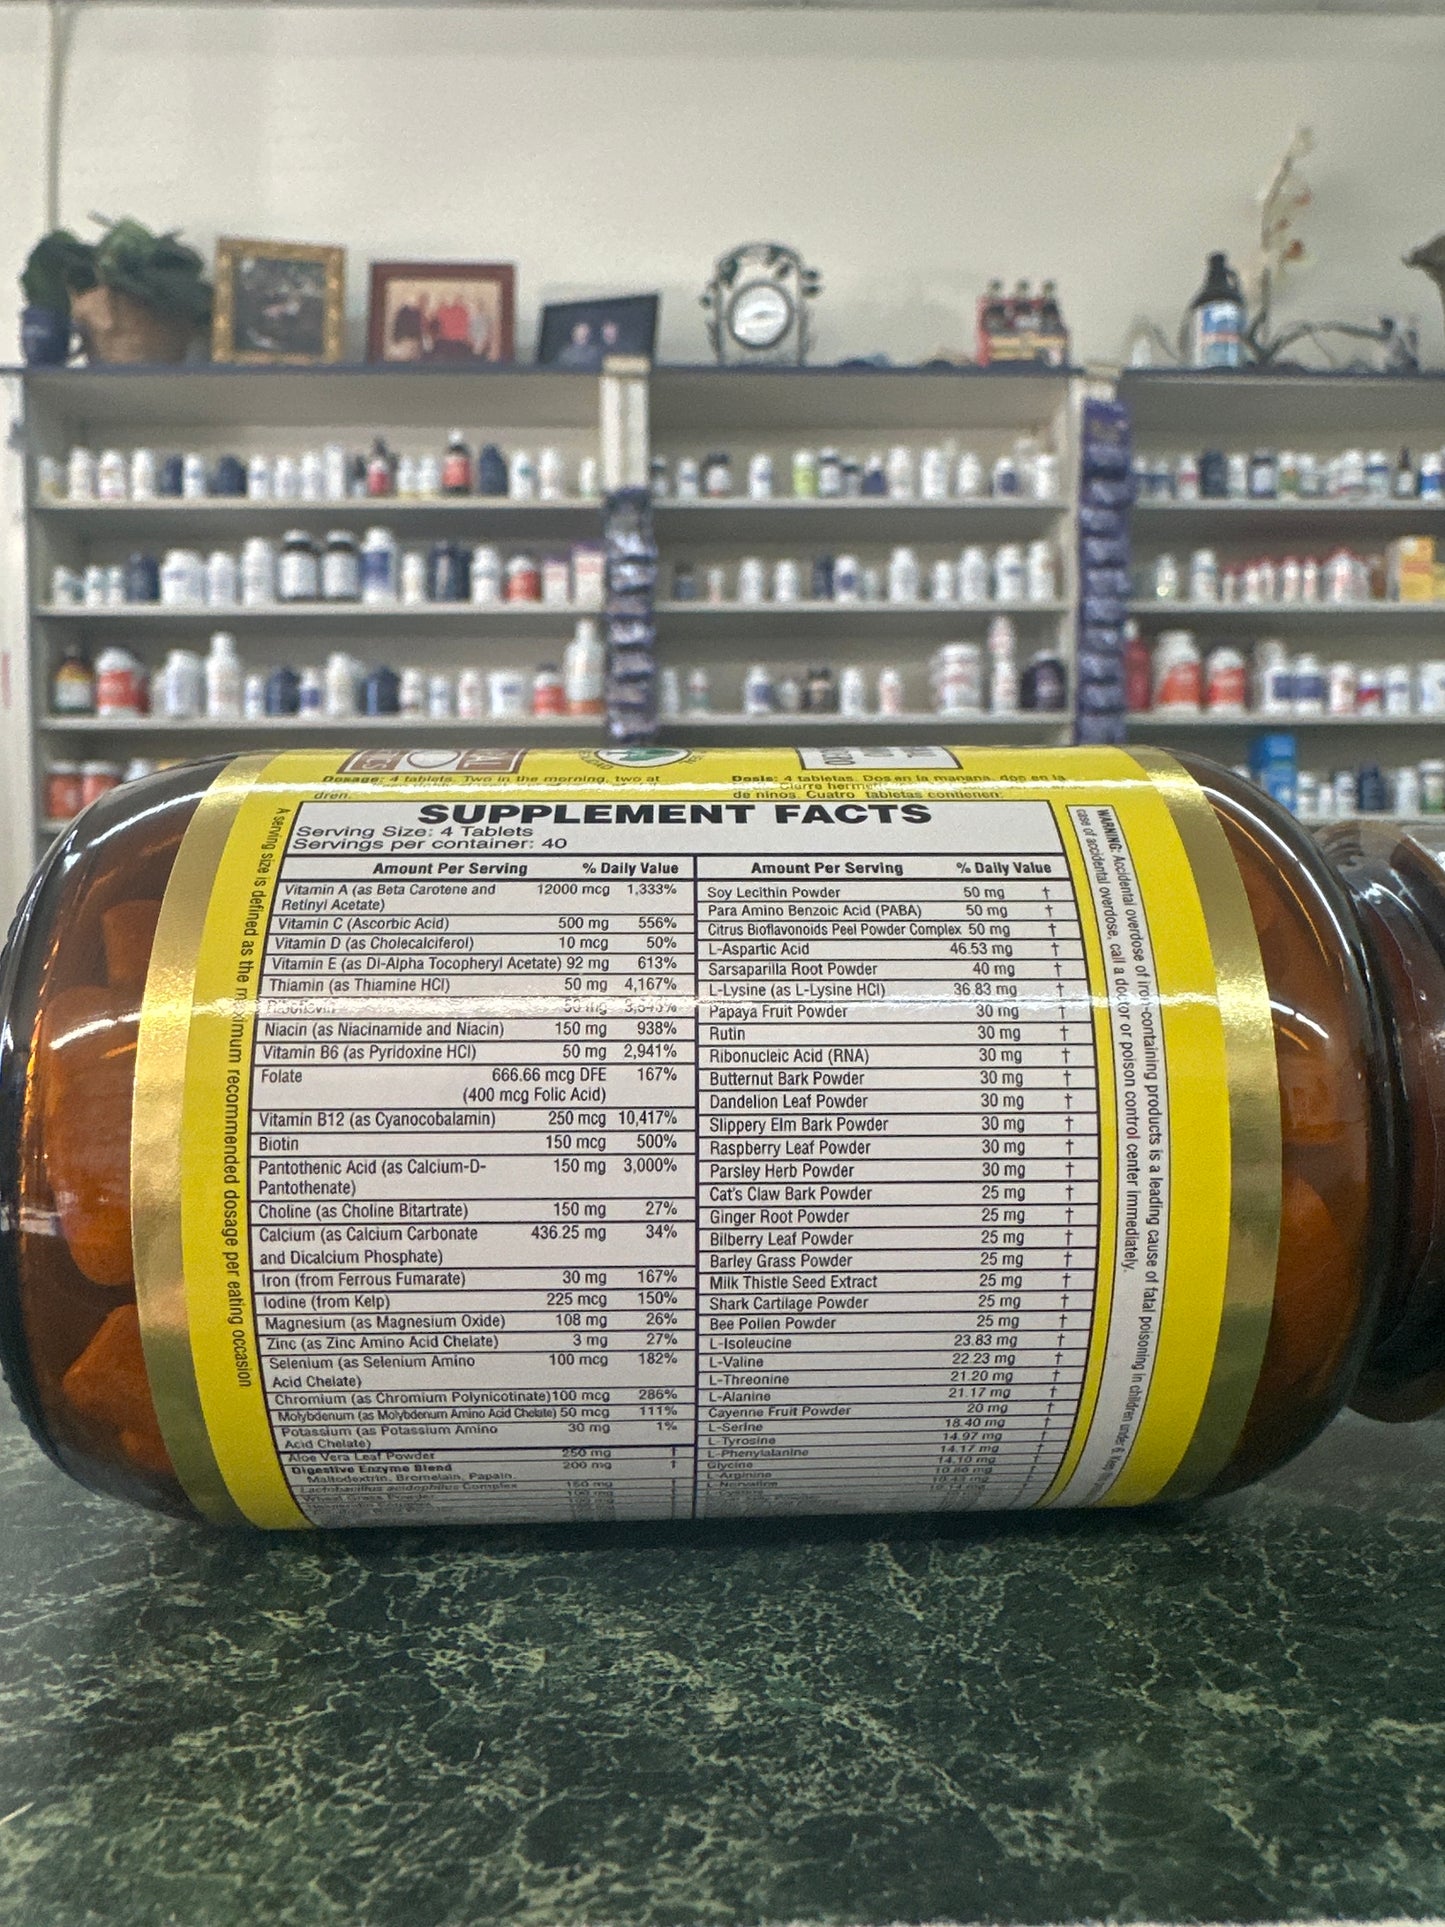 Dosage: 4 tablets. Two in the morning, two at
Dosis: 4 tabletas. Dos en la manana, dos en la
dren.
de ninos. Cuatro tabletas contienen:
SUPPLEMENT FACTS
Serving Size: 4 Tablets
Servings per container: 40
Amount Per Serving % Daily Value
Vitamin A (as Beta Carotene and 12000 mcg 1,333%
Retinyl Acetate)
Vitamin C (Ascorbic Acid) 500 mg 556%
Vitamin D (as Cholecalciferol) 10 mcg 50%
Vitamin E (as Dl-Alpha Tocopheryl Acetate) 92 mg 613%
Thiamin (as Thiamine HCl) 50 mg 4,167%
Riboflavin 50 mg
Niacin (as Niacinamide and Niacin) 150 mg 938%
Vitamin B6 (as Pyridoxine HCl) 50 mg 2,941%
Folate 666.66 mcg DFE 167%
(400 mcg Folic Acid)
Vitamin B12 (as Cyanocobalamin) 250 mcg 10,417%
Biotin 150 mcg 500%
Pantothenic Acid (as Calcium-D- 150 mg 3,000%
Pantothenate)
Choline (as Choline Bitartrate) 150 mg 27%
Calcium (as Calcium Carbonate 436.25 mg 34%
and Dicalcium Phosphate)
Iron (from Ferrous Fumarate) 30 mg 167%
Iodine (from Kelp) 225 mcg 150%
Magnesium (as Magnesium Oxide) 108 mg 26%
Zinc (as Zinc Amino Acid Chelate) 3 mg 27%
Selenium (as Selenium Amino 100 mcg 182%
Acid Chelate)
Chromium (as Chromium Polynicotinate) 100 mcg 286%
Molybdenum (as Molybdenum Amino Acid Chelate) 50 mcg 111%
Potassium (as Potassium Amino 30 mg 1%
Acid Chelate)
Aloe Vera Leaf Powder 250 mg †
Digestive Enzyme Blend 200 mg †
Maltodextrin, Bromelain, Papain,
Lactobacillus acidophilus Complex 150 mg †
Wheat Grass Powder
Amount Per Serving % Daily Value
Soy Lecithin Powder 50 mg †
Para Amino Benzoic Acid (PABA) 50 mg †
Citrus Bioflavonoids Peel Powder Complex 50 mg †
L-Aspartic Acid 46.53 mg †
Sarsaparilla Root Powder 40 mg †
L-Lysine (as L-Lysine HCl) 36.83 mg †
Papaya Fruit Powder 30 mg †
Rutin 30 mg †
Ribonucleic Acid (RNA) 30 mg †
Butternut Bark Powder 30 mg †
Dandelion Leaf Powder 30 mg †
Slippery Elm Bark Powder 30 mg †
Raspberry Leaf Powder 30 mg †
Parsley Herb Powder 30 mg †
Cat's Claw Bark Powder 25 mg †
Ginger Root Powder 25 mg †
Bilberry Leaf Powder 25 mg †
Barley Grass Powder 25 mg †
Milk Thistle Seed Extract 25 mg †
Shark Cartilage Powder 25 mg †
Bee Pollen Powder 25 mg †
L-Isoleucine 23.83 mg †
L-Valine 22.23 mg †
L-Threonine 21.20 mg †
L-Alanine 21.17 mg †
Cayenne Fruit Powder 20 mg †
L-Serine 18.40 mg †
L-Tyrosine 14.97 mg †
L-Phenylalanine 14.17 mg †
Glycine 14.10 mg
L-Arginine
A serving size is defined as the maximum recommended dosage per eating occasion
WARNING: Accidental overdose of iron-containing products is a leading cause of fatal poisoning in children under 6.
case of accidental overdose, call a doctor or poison control center immediately.